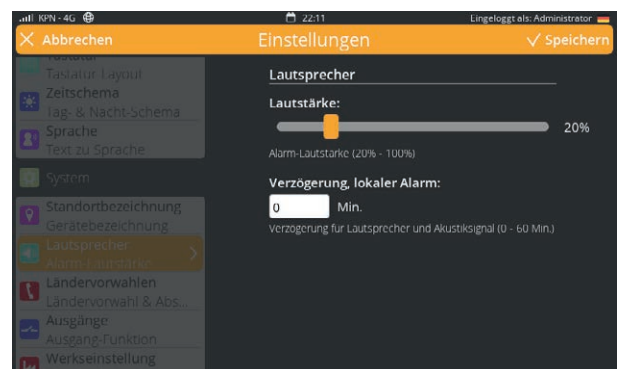 KPN - 4G 22:11 Eingeloggt als: Administrator
Abbrechen Einstellungen Speichern
Tastatur
Tastatur-Layout
Zeitschema
Tag- & Nacht-Schema
Sprache
Text zu Sprache
System
Standortbezeichnung
Gerätebezeichnung
Lautsprecher
Alarm-Lautstärke
Ländervorwahlen
Ländervorwahl & Abs...
Ausgänge
Ausgang-Funktion
Werkseinstellung
Lautsprecher
Lautstärke:
20%
Alarm-Lautstärke (20% - 100%)
Verzögerung, lokaler Alarm:
0 Min.
Verzögerung für Lautsprecher und Akustiksignal (0 - 60 Min.)